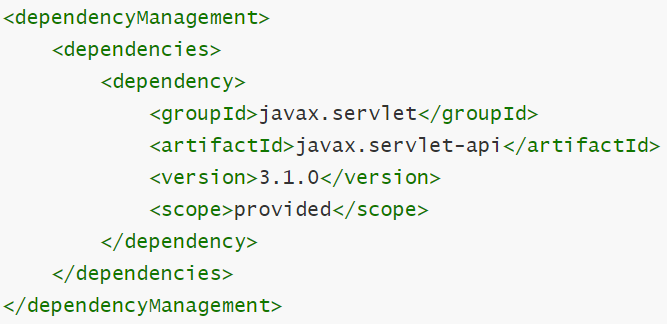 <dependencyManagement>
    <dependencies>
        <dependency>
            <groupId>javax.servlet</groupId>
            <artifactId>javax.servlet-api</artifactId>
            <version>3.1.0</version>
            <scope>provided</scope>
        </dependency>
    </dependencies>
</dependencyManagement>